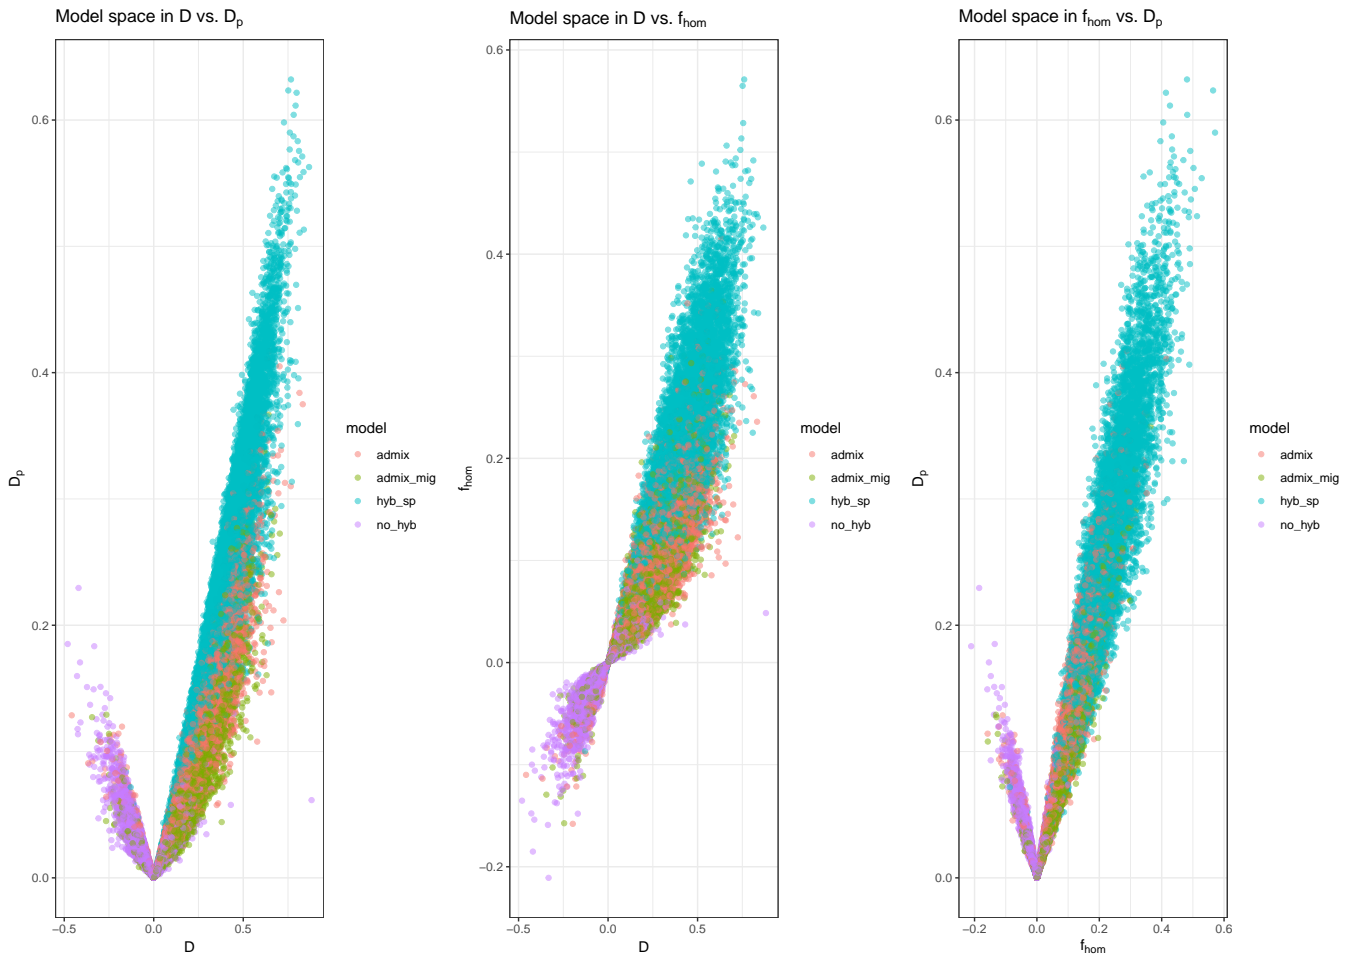 Model space in D vs. Dp
0.6
0.4
0.2
0.0
Dp
−0.5
0.0
0.5
D
model
admix
admix_mig
hyb_sp
no_hyb
Model space in D vs. fhom
0.6
0.4
0.2
0.0
−0.2
fhom
−0.5
0.0
0.5
D
model
admix
admix_mig
hyb_sp
no_hyb
Model space in fhom vs. Dp
0.6
0.4
0.2
0.0
Dp
−0.2
0.0
0.2
0.4
0.6
fhom
model
admix
admix_mig
hyb_sp
no_hyb